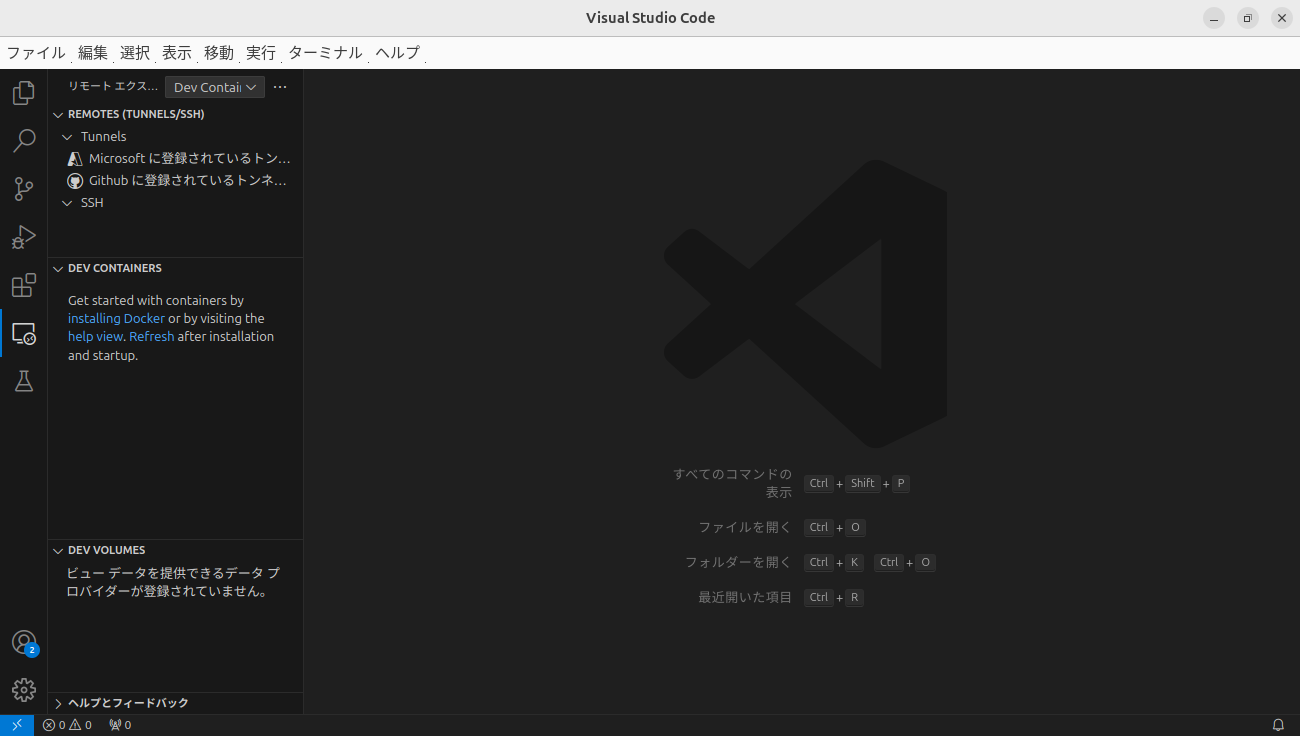 Visual Studio Code
ファイル 編集 選択 表示 移動 実行 ターミナル ヘルプ
リモート エクス… Dev Contai
REMOTES (TUNNELS/SSH)
Tunnels
Microsoft に登録されているトン…
Github に登録されているトンネ…
SSH
DEV CONTAINERS
Get started with containers by
installing Docker or by visiting the
help view. Refresh after installation
and startup.
DEV VOLUMES
ビュー データを提供できるデータ プ
ロバイダーが登録されていません。
ヘルプとフィードバック
すべてのコマンドの
表示 Ctrl + Shift + P
ファイルを開く Ctrl + O
フォルダーを開く Ctrl + K Ctrl + O
最近開いた項目 Ctrl + R
2
0 0 0